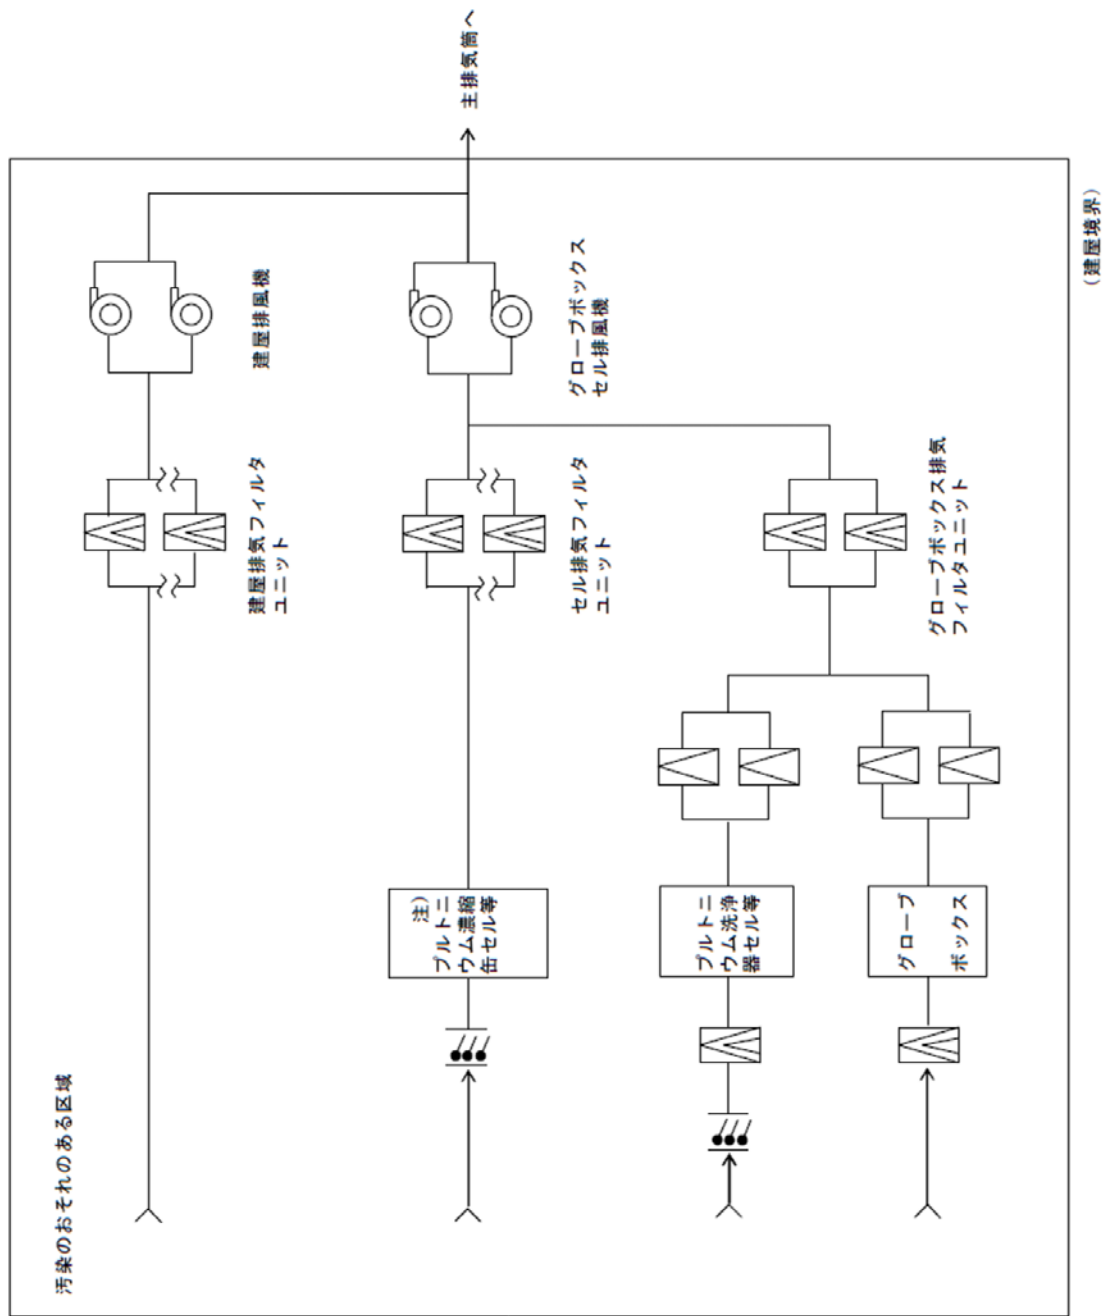 汚染のおそれのある区域
建屋排気フィルタ
ユニット
建屋排風機
注)
プルトニ
ウム濃縮
缶セル等
セル排気フィルタ
ユニット
グローブボックス
セル排風機
主排気筒へ
プルトニ
ウム洗浄
器セル等
グローブ
ボックス
グローブボックス排気
フィルタユニット
(建屋境界)